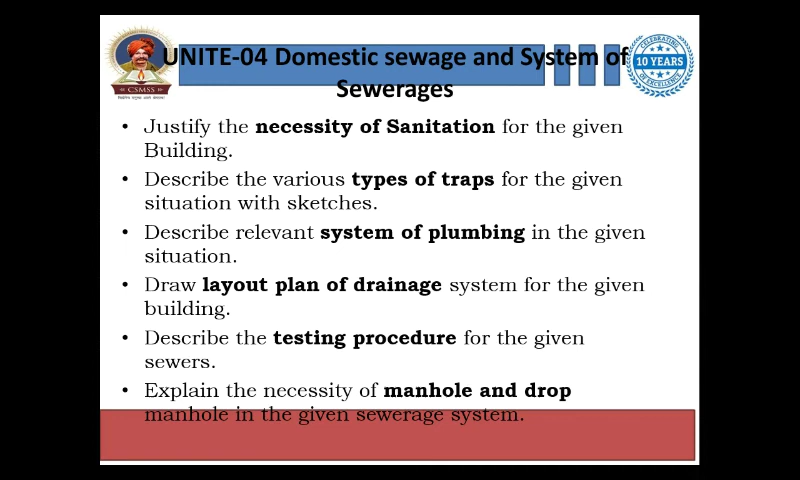 UNITE-04 Domestic sewage and System of
Sewerages
CSMSS
CELEBRATING
10 YEARS
OF EXCELLENCE
• Justify the necessity of Sanitation for the given
Building.
• Describe the various types of traps for the given
situation with sketches.
• Describe relevant system of plumbing in the given
situation.
• Draw layout plan of drainage system for the given
building.
• Describe the testing procedure for the given
sewers.
• Explain the necessity of manhole and drop
manhole in the given sewerage system.